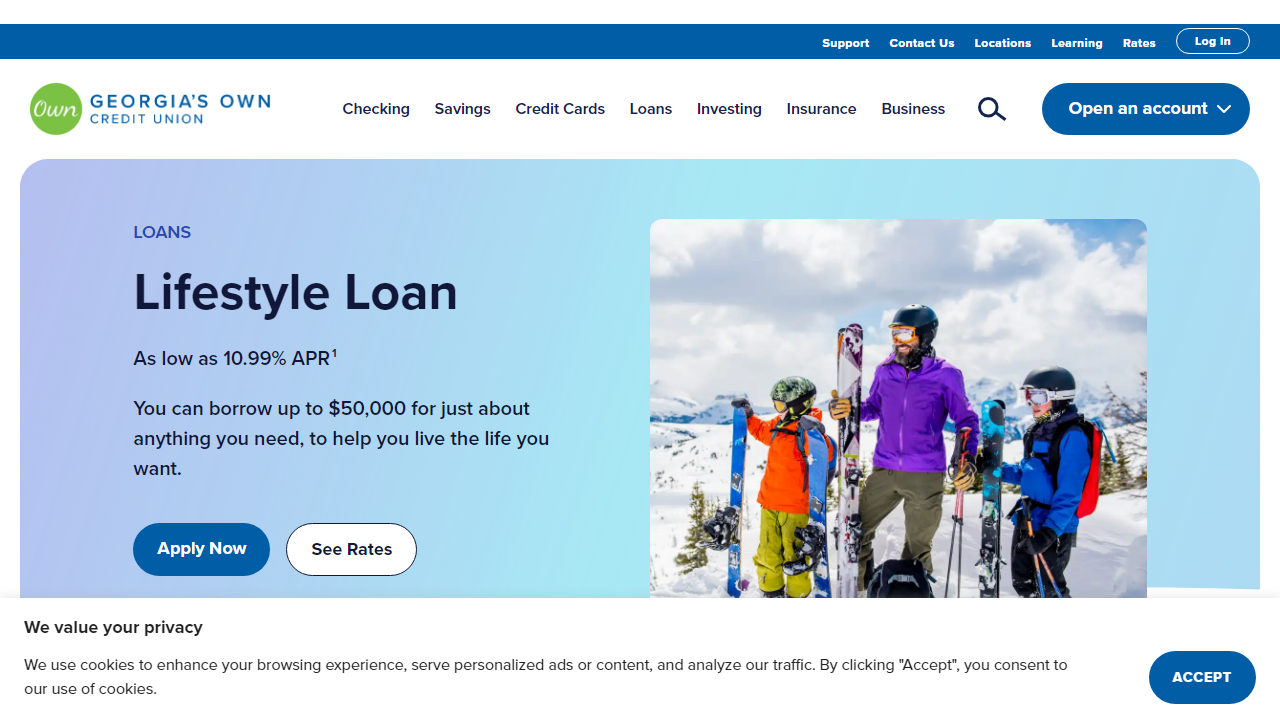 Support Contact Us Locations Learning Rates Log In
Own GEORGIA'S OWN
CREDIT UNION
Checking Savings Credit Cards Loans Investing Insurance Business Open an account
LOANS
Lifestyle Loan
As low as 10.99% APR¹
You can borrow up to $50,000 for just about
anything you need, to help you live the life you
want.
Apply Now See Rates
We value your privacy
We use cookies to enhance your browsing experience, serve personalized ads or content, and analyze our traffic. By clicking "Accept", you consent to
our use of cookies.
ACCEPT